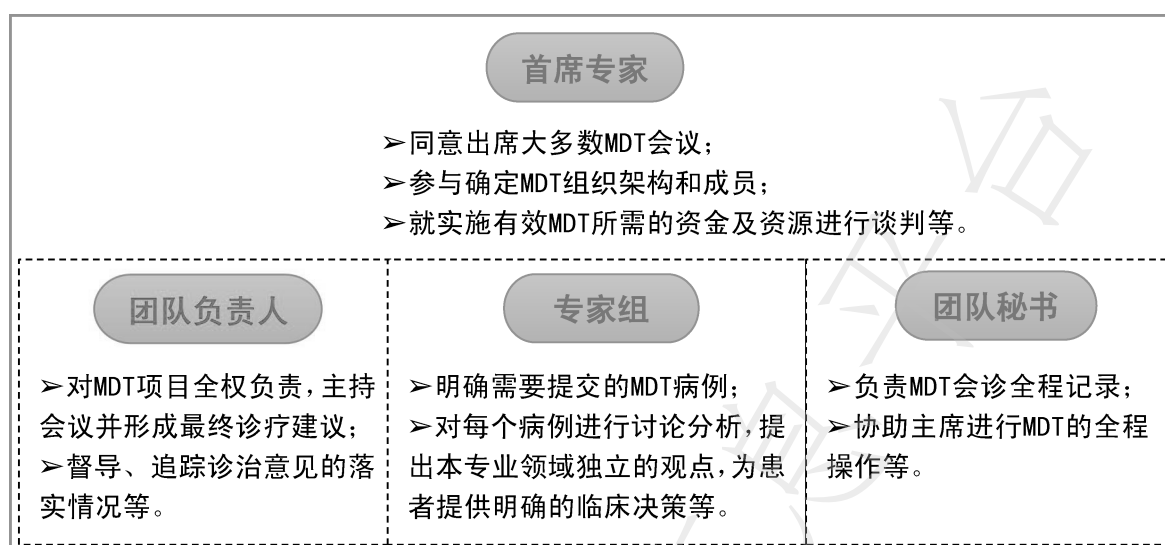 首席专家
➢同意出席大多数MDT会议;
➢参与确定MDT组织架构和成员;
➢就实施有效MDT所需的资金及资源进行谈判等。
团队负责人
➢对MDT项目全权负责,主持
会议并形成最终诊疗建议;
➢督导、追踪诊治意见的落
实情况等。
专家组
➢明确需要提交的MDT病例;
➢对每个病例进行讨论分析,提
出本专业领域独立的观点,为患
者提供明确的临床决策等。
团队秘书
➢负责MDT会诊全程记录;
➢协助主席进行MDT的全程
操作等。